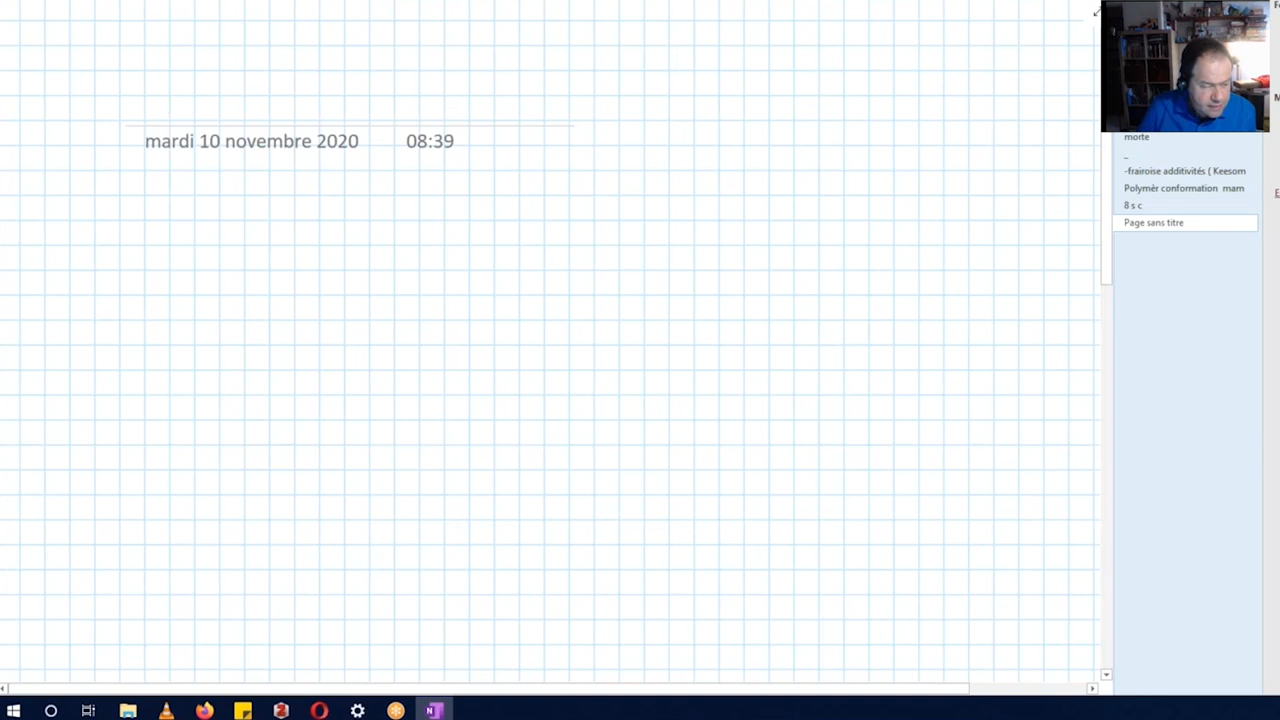 mardi 10 novembre 2020 08:39
morte
_
-frairoise additivités ( Keesom
Polymèr conformation mam
8 s c
Page sans titre